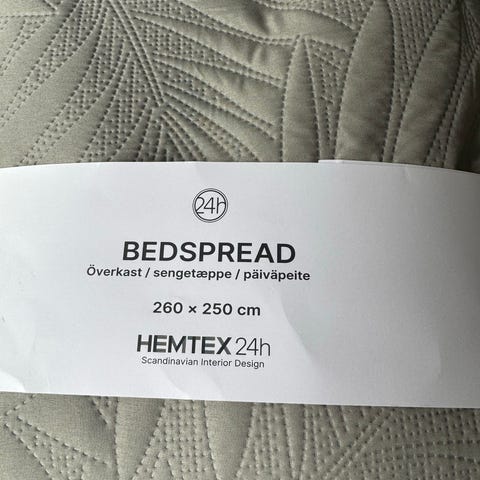 24h
BEDSPREAD
Överkast / sengetæppe / päiväpeite
260 × 250 cm
HEMTEX 24h
Scandinavian Interior Design